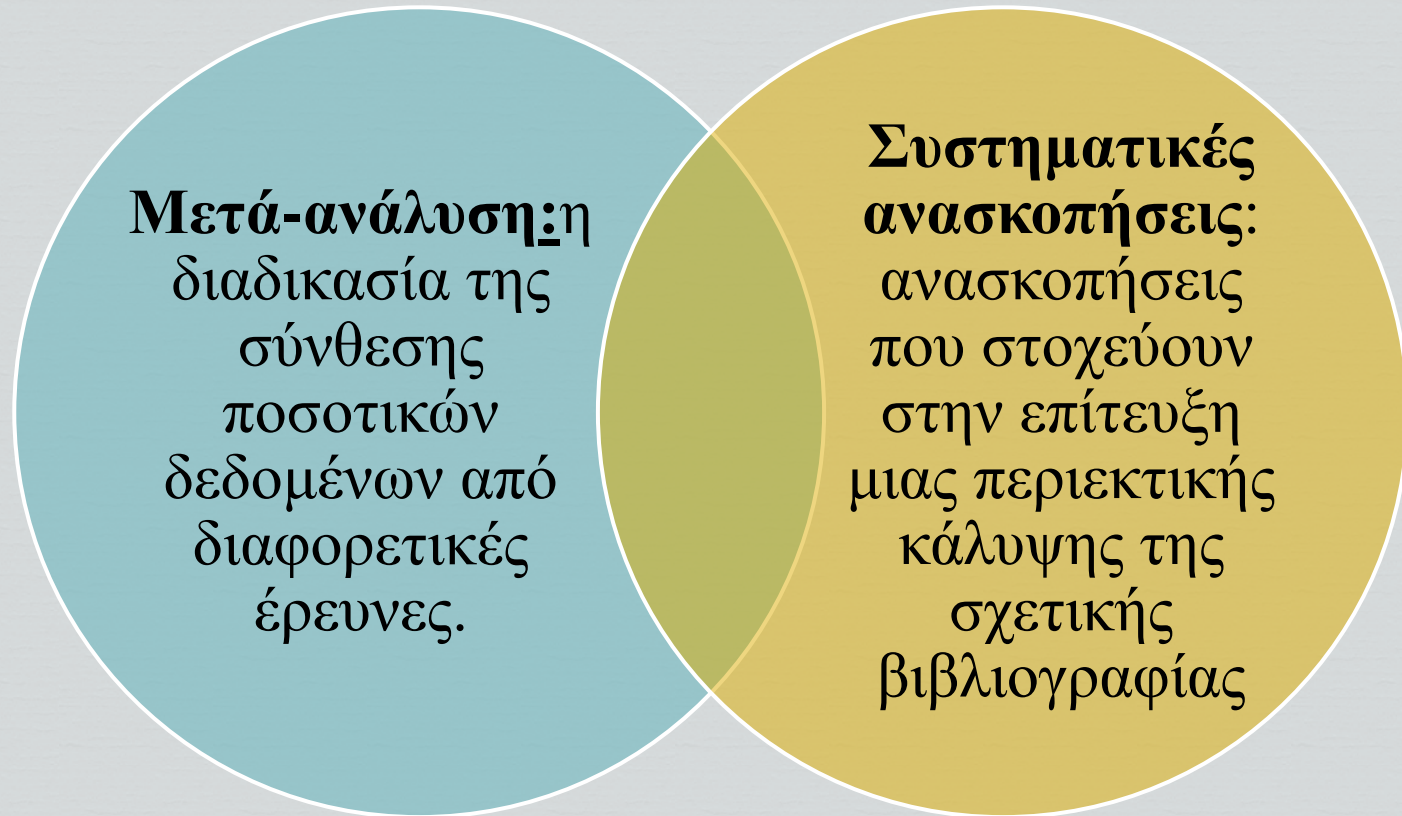 Μετά-ανάλυση:η
διαδικασία της
σύνθεσης
ποσοτικών
δεδομένων από
διαφορετικές
έρευνες.
Συστηματικές
ανασκοπήσεις:
ανασκοπήσεις
που στοχεύουν
στην επίτευξη
μιας περιεκτικής
κάλυψης της
σχετικής
βιβλιογραφίας